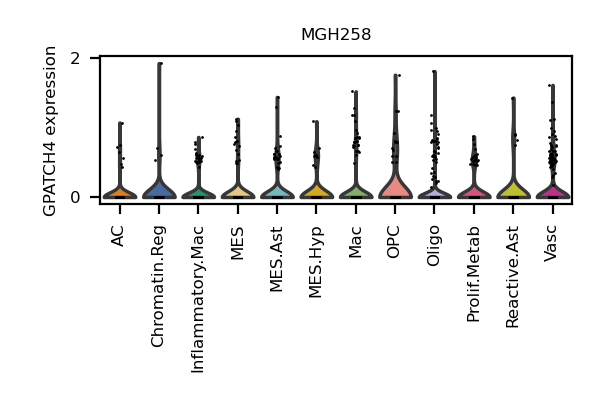 MGH258
GPATCH4 expression
2
0
AC
Chromatin.Reg
Inflammatory.Mac
MES
MES.Ast
MES.Hyp
Mac
OPC
Oligo
Prolif.Metab
Reactive.Ast
Vasc